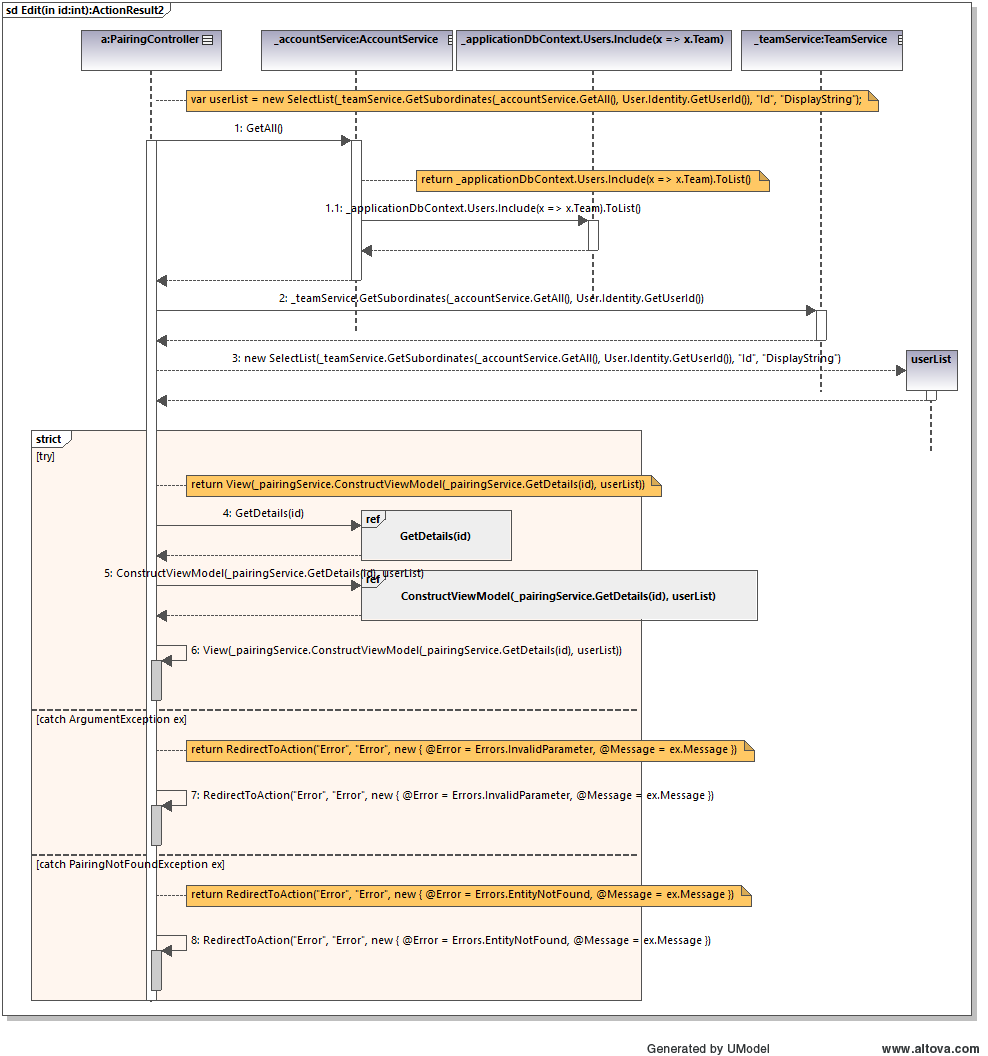 sd Edit(in id:int):ActionResult2
a:PairingController
_accountService:AccountService
_applicationDbContext.Users.Include(x => x.Team)
_teamService:TeamService
var userList = new SelectList(_teamService.GetSubordinates(_accountService.GetAll(), User.Identity.GetUserId()), "Id", "DisplayString");
1: GetAll()
return _applicationDbContext.Users.Include(x => x.Team).ToList()
1.1: _applicationDbContext.Users.Include(x => x.Team).ToList()
2: _teamService.GetSubordinates(_accountService.GetAll(), User.Identity.GetUserId())
3: new SelectList(_teamService.GetSubordinates(_accountService.GetAll(), User.Identity.GetUserId()), "Id", "DisplayString")
userList
strict
[try]
return View(_pairingService.ConstructViewModel(_pairingService.GetDetails(id), userList))
4: GetDetails(id)
ref
GetDetails(id)
5: ConstructViewModel(_pairingService.GetDetails(id), userList)
ref
ConstructViewModel(_pairingService.GetDetails(id), userList)
6: View(_pairingService.ConstructViewModel(_pairingService.GetDetails(id), userList))
[catch ArgumentException ex]
return RedirectToAction("Error", "Error", new { @Error = Errors.InvalidParameter, @Message = ex.Message })
7: RedirectToAction("Error", "Error", new { @Error = Errors.InvalidParameter, @Message = ex.Message })
[catch PairingNotFoundException ex]
return RedirectToAction("Error", "Error", new { @Error = Errors.EntityNotFound, @Message = ex.Message })
8: RedirectToAction("Error", "Error", new { @Error = Errors.EntityNotFound, @Message = ex.Message })
Generated by UModel
www.altova.com